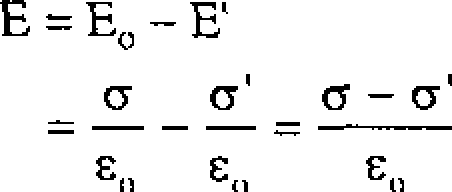 E = E₀ − E'
= σ/ε₀ − σ'/ε₀ = (σ − σ')/ε₀